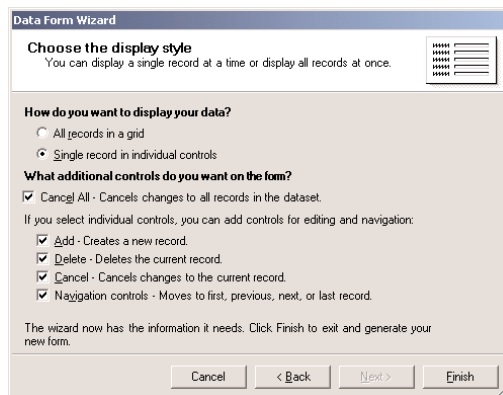 Data Form Wizard
Choose the display style
You can display a single record at a time or display all records at once.
How do you want to display your data?
All records in a grid
Single record in individual controls
What additional controls do you want on the form?
Cancel All - Cancels changes to all records in the dataset.
If you select individual controls, you can add controls for editing and navigation:
Add - Creates a new record.
Delete - Deletes the current record.
Cancel - Cancels changes to the current record.
Navigation controls - Moves to first, previous, next, or last record.
The wizard now has the information it needs. Click Finish to exit and generate your
new form.
Cancel < Back Next > Finish